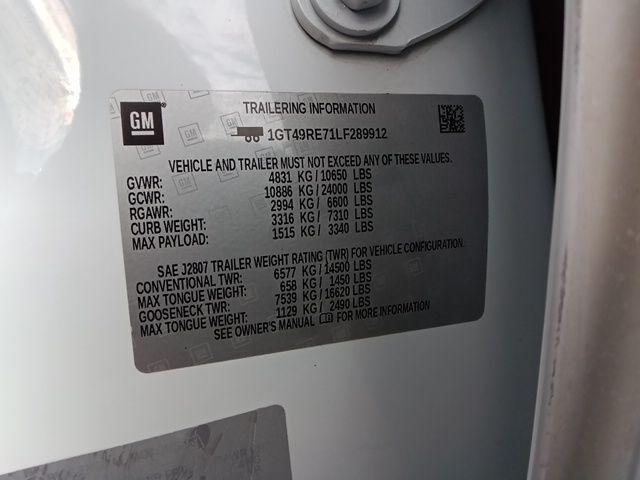 GM
TRAILERING INFORMATION
1GT49RE71LF289912
VEHICLE AND TRAILER MUST NOT EXCEED ANY OF THESE VALUES.
GVWR: 4831 KG/10650 LBS
GCWR: 10886 KG/24000 LBS
RGAWR: 2994 KG/ 6600 LBS
CURB WEIGHT: 3316 KG/ 7310 LBS
MAX PAYLOAD: 1515 KG/ 3340 LBS
SAE J2807 TRAILER WEIGHT RATING (TWR) FOR VEHICLE CONFIGURATION.
CONVENTIONAL TWR: 6577 KG/14500 LBS
MAX TONGUE WEIGHT: 658 KG/ 1450 LBS
GOOSENECK TWR: 7539 KG/16620 LBS
MAX TONGUE WEIGHT: 1129 KG/ 2490 LBS
SEE OWNER'S MANUAL FOR MORE INFORMATION